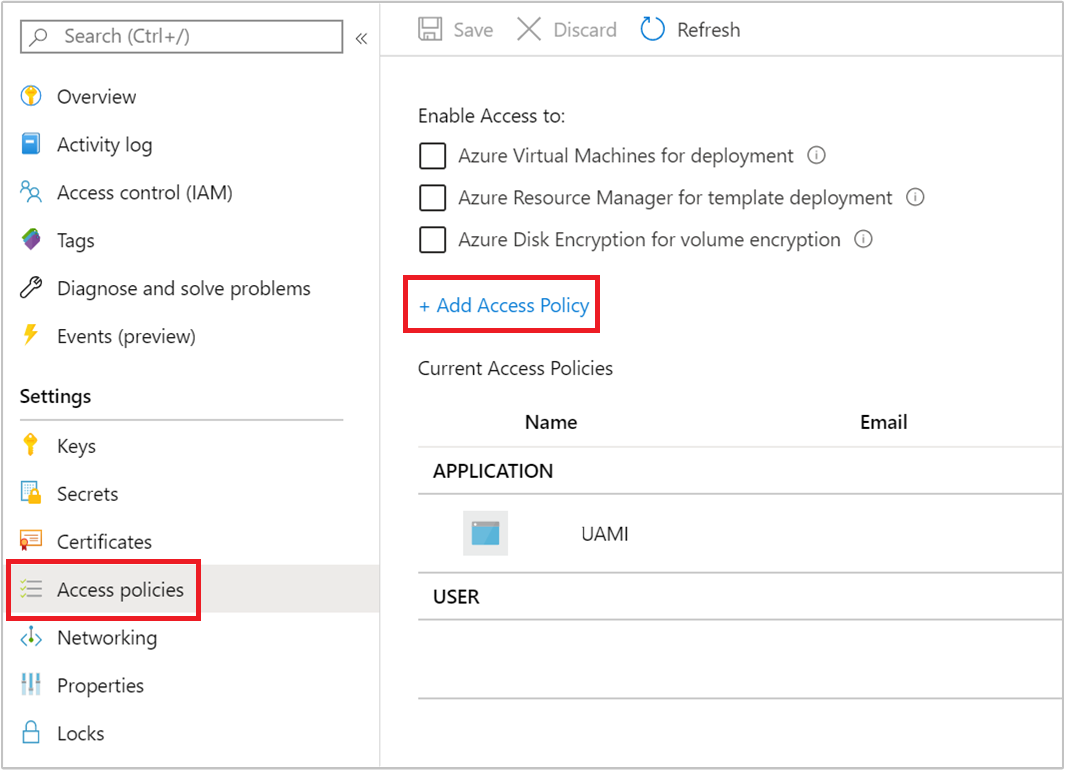 Search (Ctrl+/)
«
Overview
Activity log
Access control (IAM)
Tags
Diagnose and solve problems
Events (preview)
Settings
Keys
Secrets
Certificates
Access policies
Networking
Properties
Locks
Save Discard Refresh
Enable Access to:
Azure Virtual Machines for deployment
Azure Resource Manager for template deployment
Azure Disk Encryption for volume encryption
+ Add Access Policy
Current Access Policies
Name Email
APPLICATION
UAMI
USER